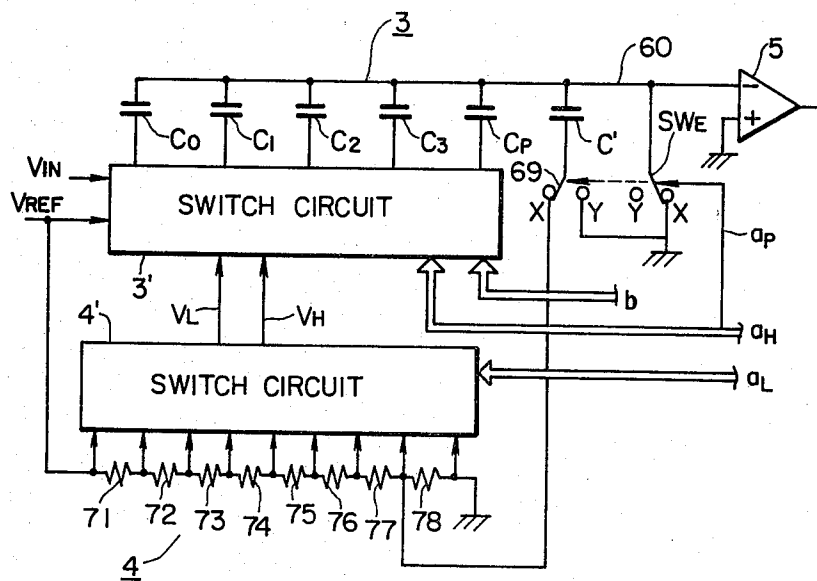 3
60
5
C0
C1
C2
C3
CP
C'
SWE
VIN
69
VREF
X
Y
Y
X
SWITCH CIRCUIT
aP
3'
b
VL
VH
aH
4'
SWITCH CIRCUIT
aL
71
72
73
74
75
76
77
78
4